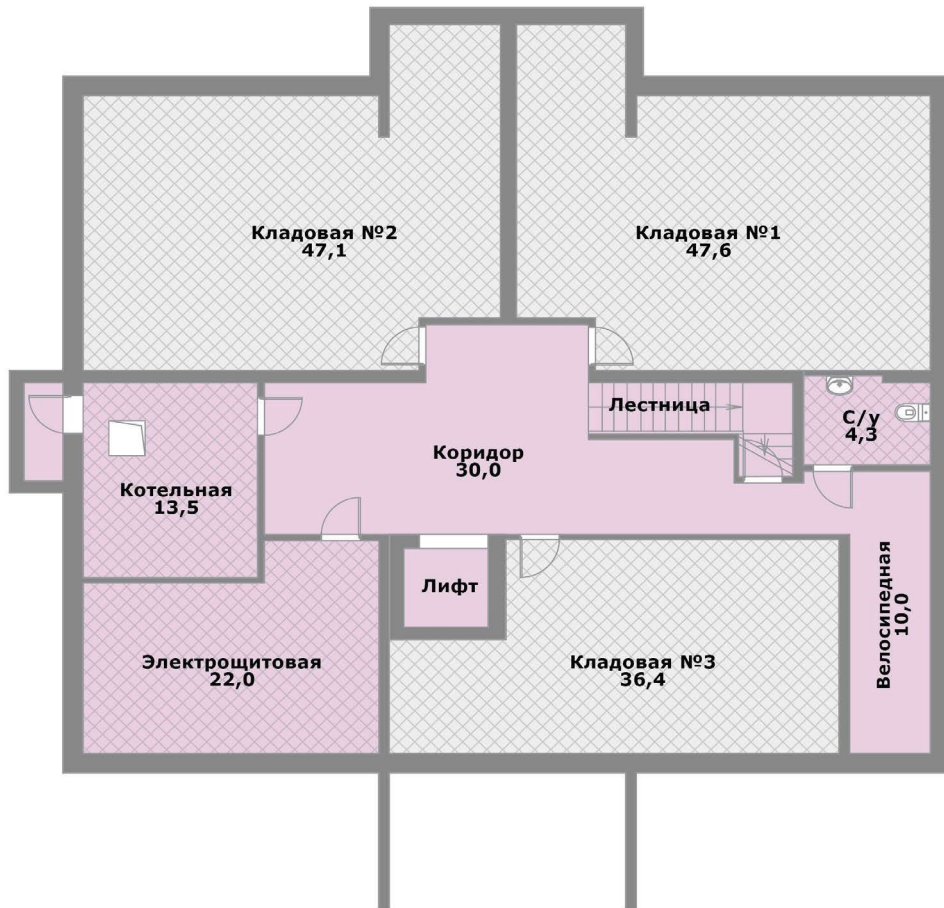 Кладовая №2
47,1
Кладовая №1
47,6
Лестница
С/у
4,3
Коридор
30,0
Котельная
13,5
Лифт
Велосипедная
10,0
Электрощитовая
22,0
Кладовая №3
36,4